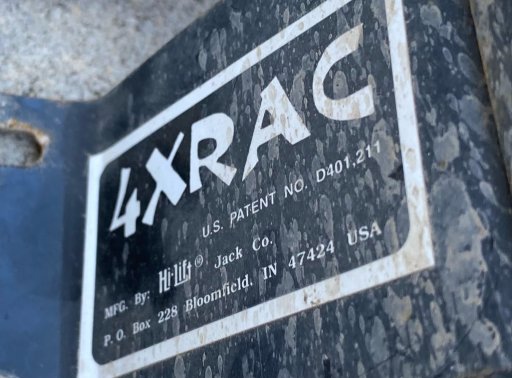 4XRAC
U.S. PATENT NO. D401,211
MFG. By: Hi-Lift® Jack Co.
P. O. Box 228 Bloomfield, IN 47424 USA